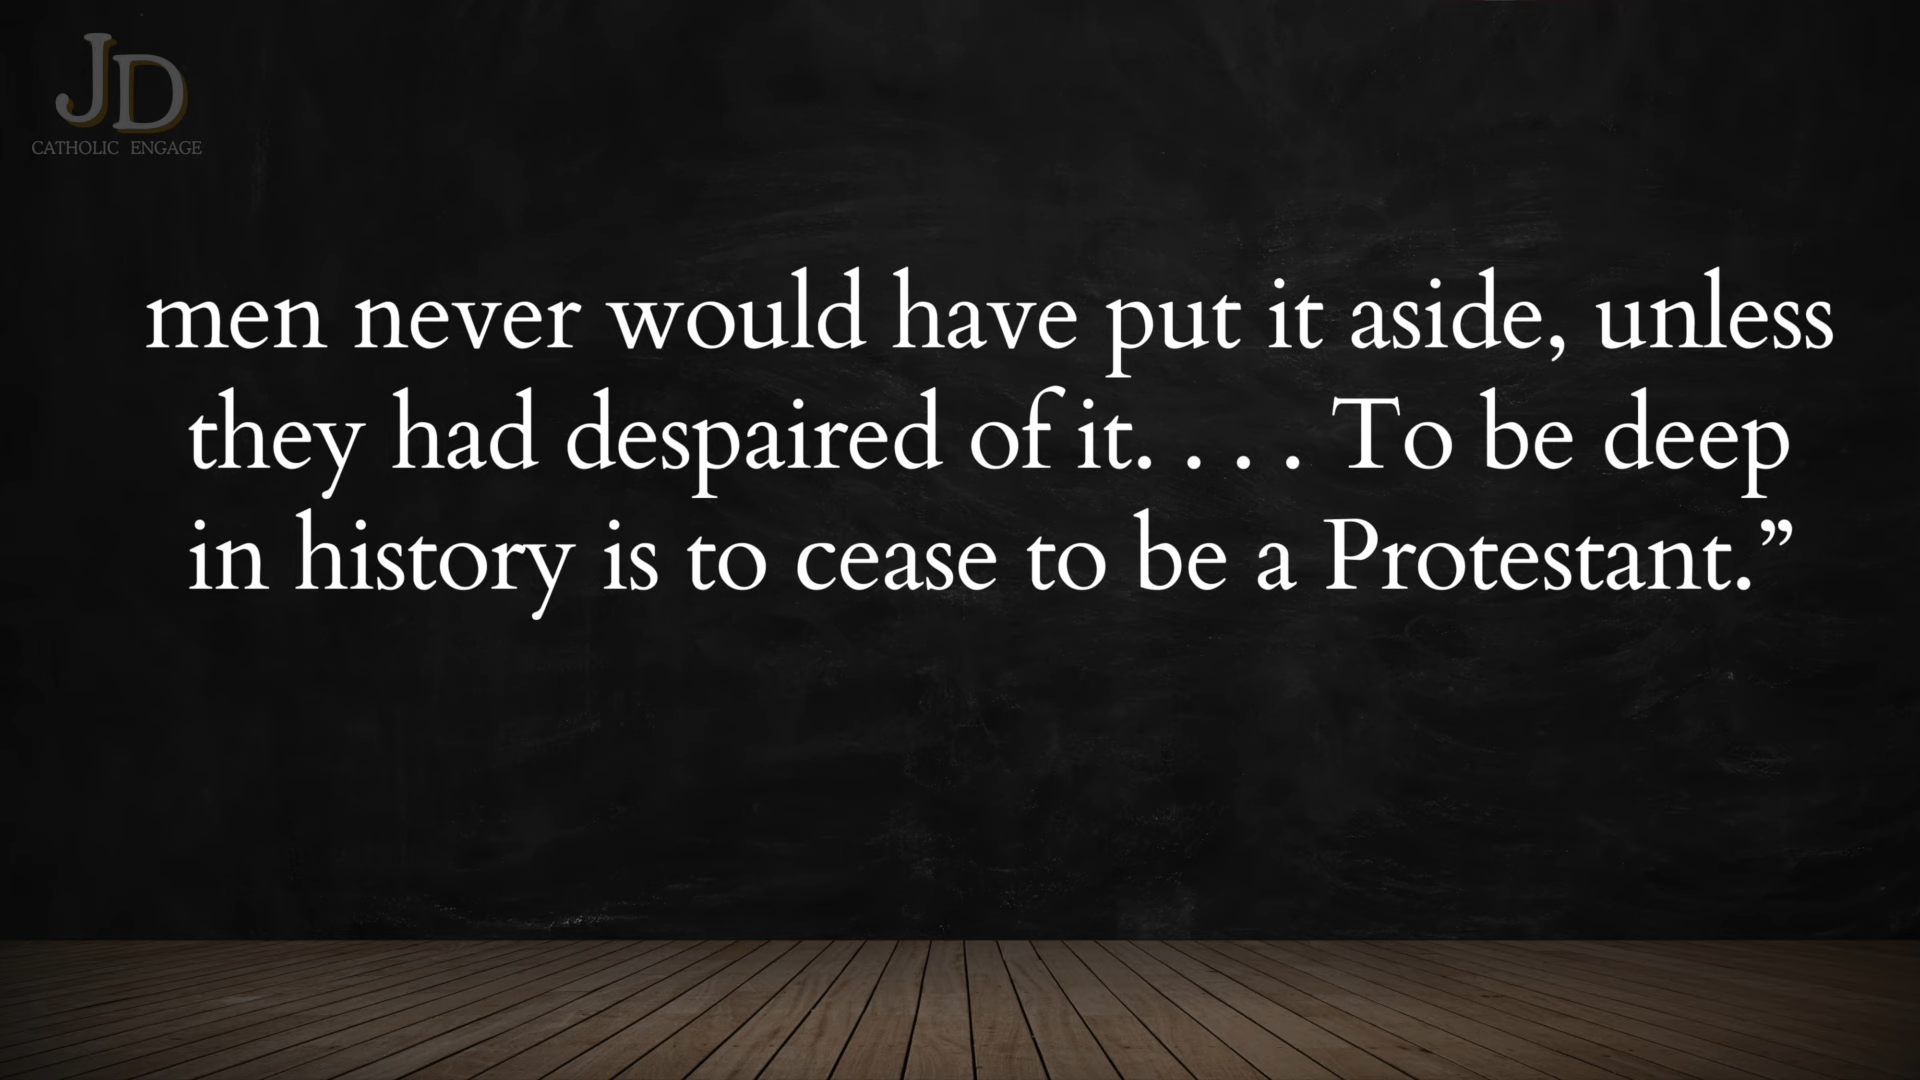 JD
CATHOLIC ENGAGE
men never would have put it aside, unless
they had despaired of it. . . . To be deep
in history is to cease to be a Protestant.”